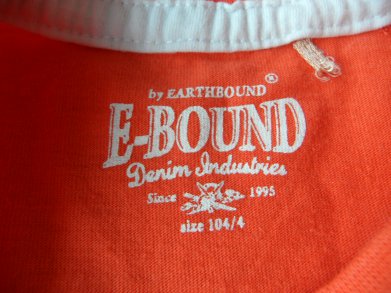 by EARTHBOUND®
E-BOUND
Denim Industries
Since 1995
size 104/4